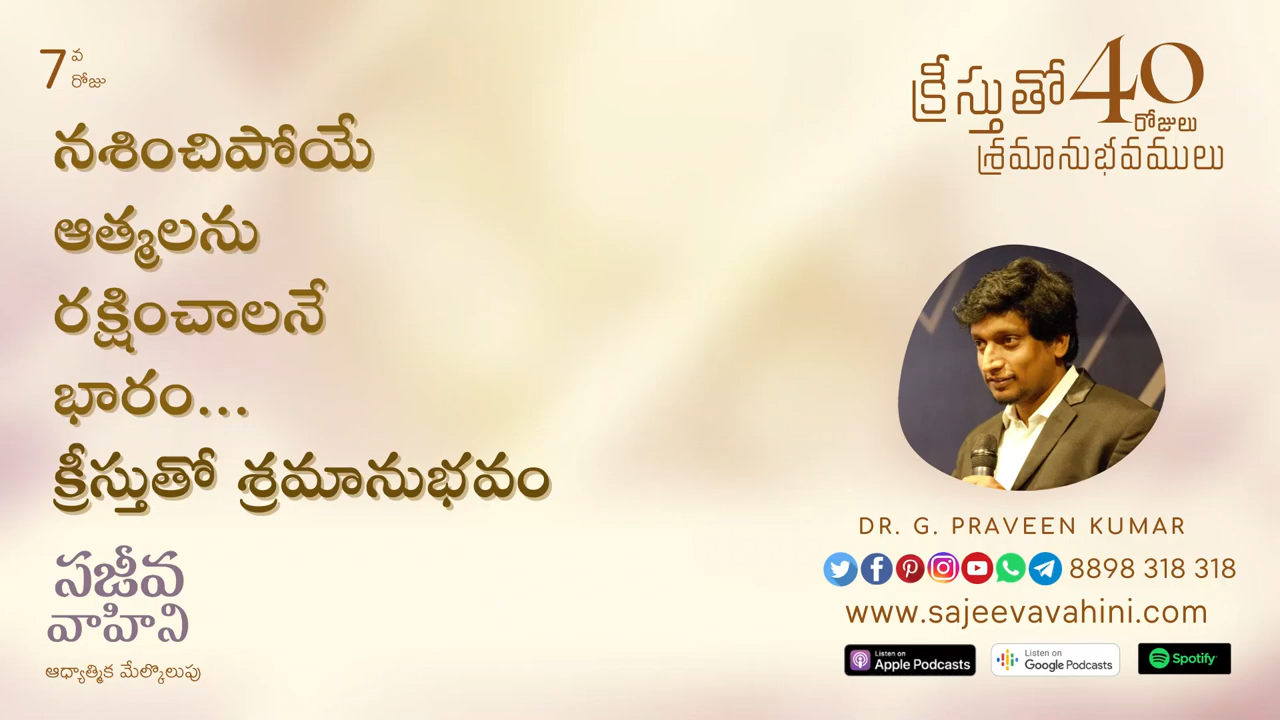 7వ
రోజు
నశించిపోయే
ఆత్మలను
రక్షించాలనే
భారం...
క్రీస్తుతో శ్రమానుభవం
సజీవ
వాహిని
ఆధ్యాత్మిక మేల్కొలుపు
క్రీస్తుతో 40
రోజులు
శ్రమానుభవములు
DR. G. PRAVEEN KUMAR
8898 318 318
www.sajeevavahini.com
Listen on
Apple Podcasts
Listen on
Google Podcasts
Spotify